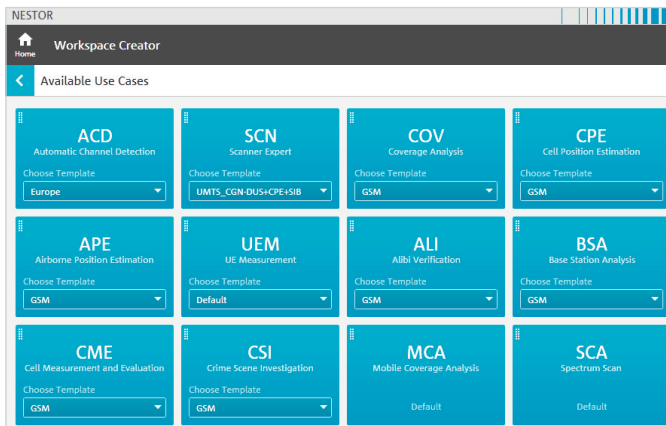 NESTOR
Home
Workspace Creator
Available Use Cases
ACD
Automatic Channel Detection
Choose Template
Europe
SCN
Scanner Expert
Choose Template
UMTS_CGN-DUS+CPE+SIB
COV
Coverage Analysis
Choose Template
GSM
CPE
Cell Position Estimation
Choose Template
GSM
APE
Airborne Position Estimation
Choose Template
GSM
UEM
UE Measurement
Choose Template
Default
ALI
Alibi Verification
Choose Template
GSM
BSA
Base Station Analysis
Choose Template
GSM
CME
Cell Measurement and Evaluation
Choose Template
GSM
CSI
Crime Scene Investigation
Choose Template
GSM
MCA
Mobile Coverage Analysis
Default
SCA
Spectrum Scan
Default